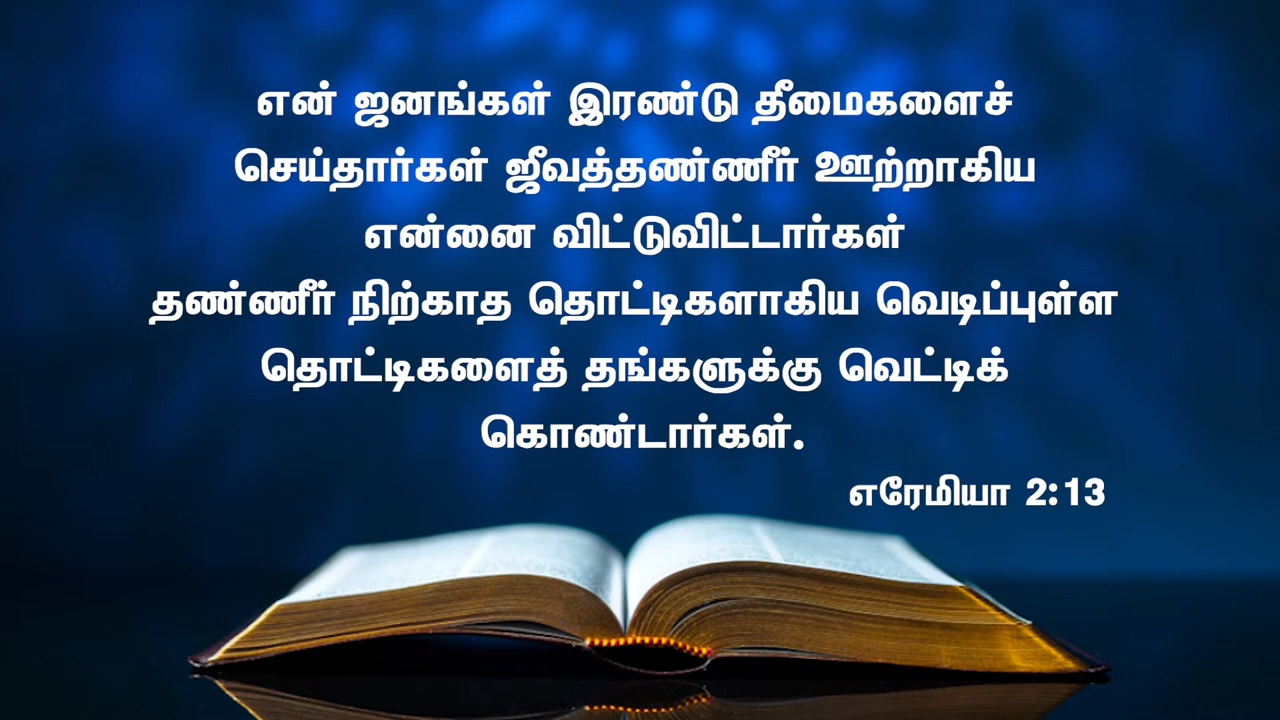 என் ஜனங்கள் இரண்டு தீமைகளைச்
செய்தார்கள் ஜீவத்தண்ணீர் ஊற்றாகிய
என்னை விட்டுவிட்டார்கள்
தண்ணீர் நிற்காத தொட்டிகளாகிய வெடிப்புள்ள
தொட்டிகளைத் தங்களுக்கு வெட்டிக்
கொண்டார்கள்.
எரேமியா 2:13